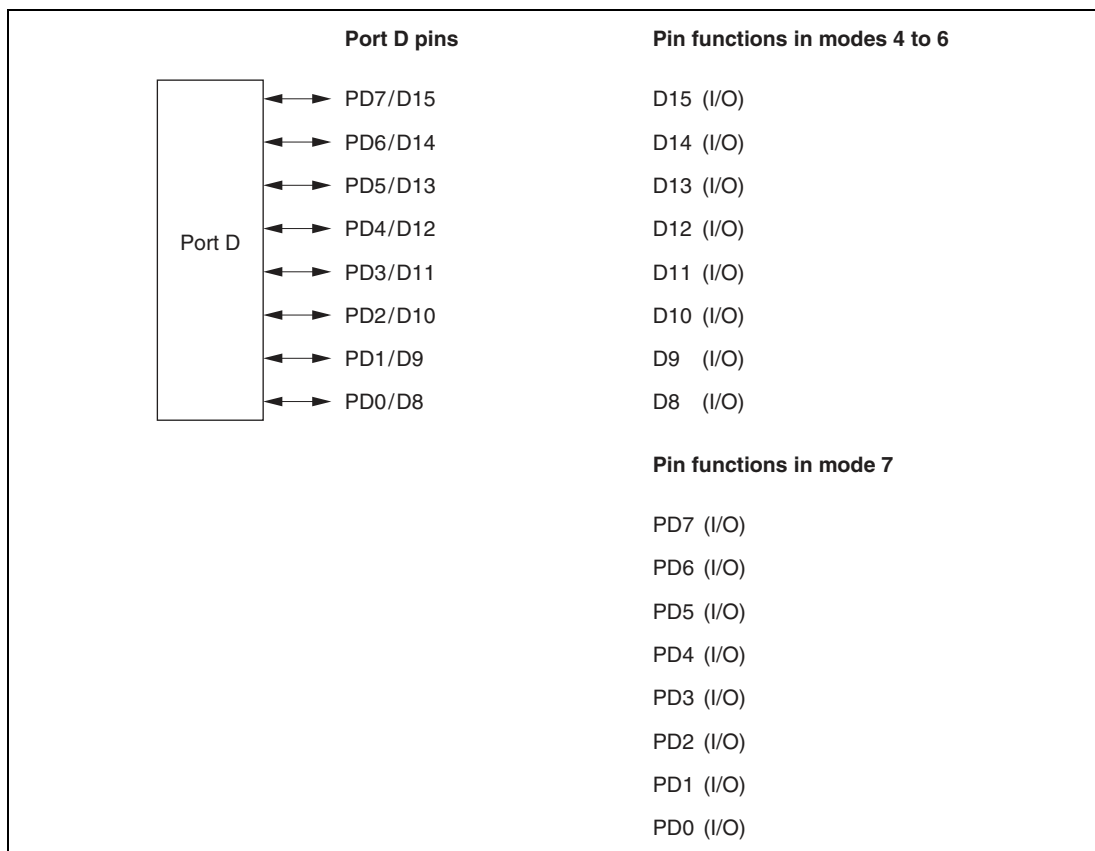 Port D pins Pin functions in modes 4 to 6
PD7/D15 D15 (I/O)
PD6/D14 D14 (I/O)
PD5/D13 D13 (I/O)
PD4/D12 D12 (I/O)
Port D
PD3/D11 D11 (I/O)
PD2/D10 D10 (I/O)
PD1/D9 D9 (I/O)
PD0/D8 D8 (I/O)
Pin functions in mode 7
PD7 (I/O)
PD6 (I/O)
PD5 (I/O)
PD4 (I/O)
PD3 (I/O)
PD2 (I/O)
PD1 (I/O)
PD0 (I/O)